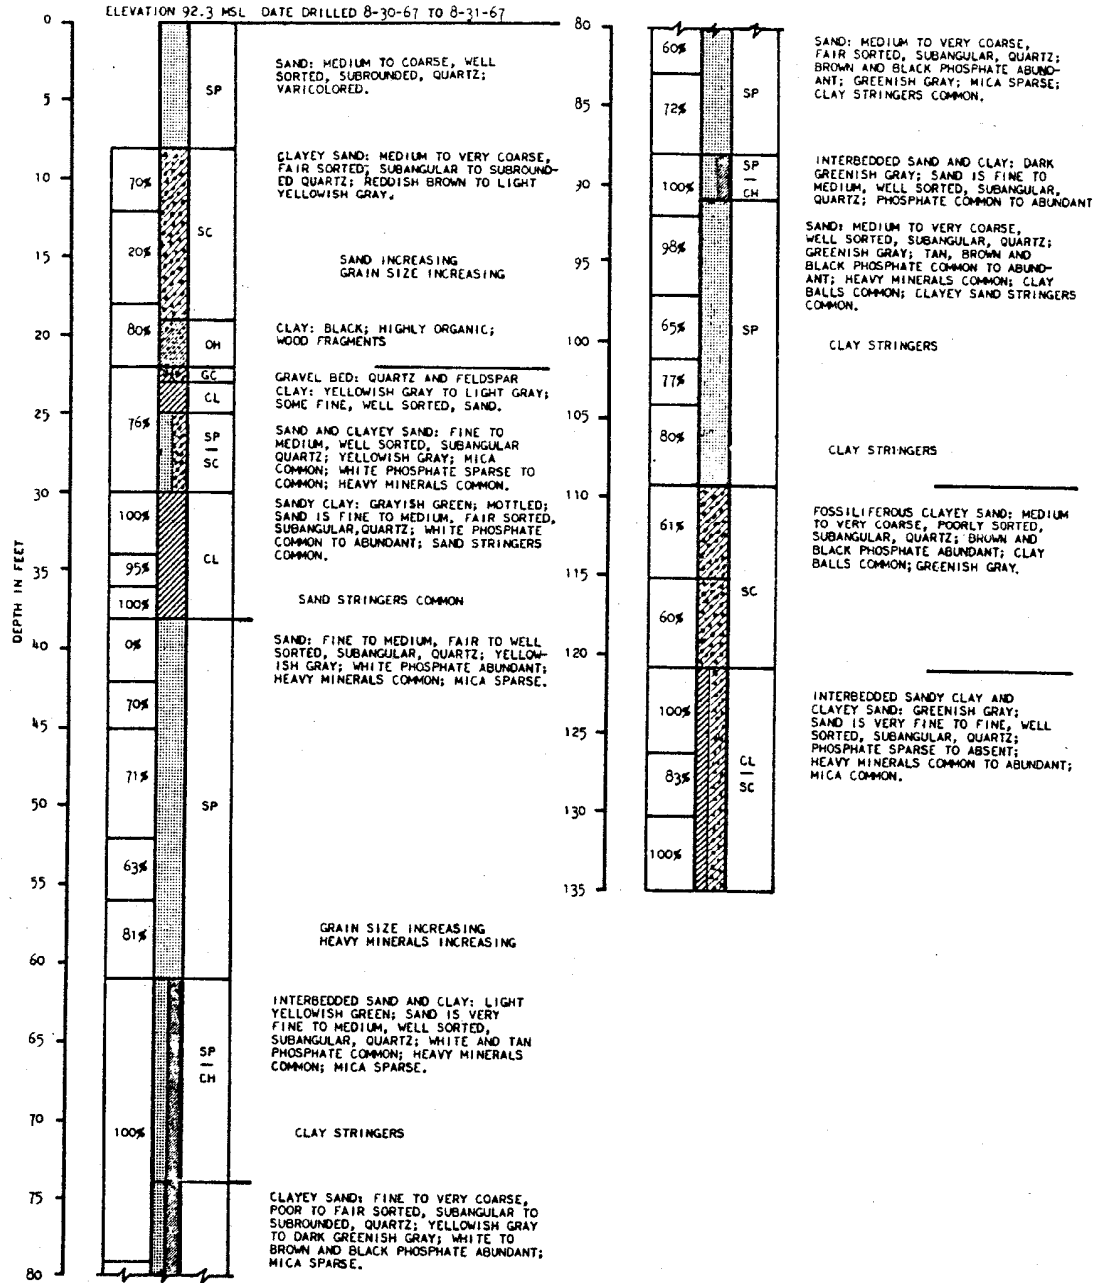 ELEVATION 92.3 MSL DATE DRILLED 8-30-67 TO 8-31-67
DEPTH IN FEET
0
5
10
15
20
25
30
35
40
45
50
55
60
65
70
75
80
70%
20%
80%
76%
100%
95%
100%
0%
70%
71%
63%
81%
100%
SP
SC
OH
GC
CL
SP
—
SC
CL
SP
SP
—
CH
SAND: MEDIUM TO COARSE, WELL
SORTED, SUBROUNDED, QUARTZ;
VARICOLORED.
CLAYEY SAND: MEDIUM TO VERY COARSE,
FAIR SORTED, SUBANGULAR TO SUBROUND-
ED QUARTZ; REDDISH BROWN TO LIGHT
YELLOWISH GRAY.
SAND INCREASING
GRAIN SIZE INCREASING
CLAY: BLACK; HIGHLY ORGANIC;
WOOD FRAGMENTS
GRAVEL BED: QUARTZ AND FELDSPAR
CLAY: YELLOWISH GRAY TO LIGHT GRAY;
SOME FINE, WELL SORTED, SAND.
SAND AND CLAYEY SAND: FINE TO
MEDIUM, WELL SORTED, SUBANGULAR
QUARTZ; YELLOWISH GRAY; MICA
COMMON; WHITE PHOSPHATE SPARSE TO
COMMON; HEAVY MINERALS COMMON.
SANDY CLAY: GRAYISH GREEN; MOTTLED;
SAND IS FINE TO MEDIUM, FAIR SORTED,
SUBANGULAR,QUARTZ; WHITE PHOSPHATE
COMMON TO ABUNDANT; SAND STRINGERS
COMMON.
SAND STRINGERS COMMON
SAND: FINE TO MEDIUM, FAIR TO WELL
SORTED, SUBANGULAR, QUARTZ; YELLOW-
ISH GRAY; WHITE PHOSPHATE ABUNDANT;
HEAVY MINERALS COMMON; MICA SPARSE.
GRAIN SIZE INCREASING
HEAVY MINERALS INCREASING
INTERBEDDED SAND AND CLAY: LIGHT
YELLOWISH GREEN; SAND IS VERY
FINE TO MEDIUM, WELL SORTED,
SUBANGULAR, QUARTZ; WHITE AND TAN
PHOSPHATE COMMON; HEAVY MINERALS
COMMON; MICA SPARSE.
CLAY STRINGERS
CLAYEY SAND: FINE TO VERY COARSE,
POOR TO FAIR SORTED, SUBANGULAR TO
SUBROUNDED, QUARTZ; YELLOWISH GRAY
TO DARK GREENISH GRAY; WHITE TO
BROWN AND BLACK PHOSPHATE ABUNDANT;
MICA SPARSE.
80
85
90
95
100
105
110
115
120
125
130
135
60%
72%
100%
98%
65%
77%
80%
61%
60%
100%
83%
100%
SP
SP
—
CH
SP
SC
CL
—
SC
SAND: MEDIUM TO VERY COARSE,
FAIR SORTED, SUBANGULAR, QUARTZ;
BROWN AND BLACK PHOSPHATE ABUND-
ANT; GREENISH GRAY; MICA SPARSE;
CLAY STRINGERS COMMON.
INTERBEDDED SAND AND CLAY: DARK
GREENISH GRAY; SAND IS FINE TO
MEDIUM, WELL SORTED, SUBANGULAR,
QUARTZ; PHOSPHATE COMMON TO ABUNDANT
SAND: MEDIUM TO VERY COARSE,
WELL SORTED, SUBANGULAR, QUARTZ;
GREENISH GRAY; TAN, BROWN AND
BLACK PHOSPHATE COMMON TO ABUND-
ANT; HEAVY MINERALS COMMON; CLAY
BALLS COMMON; CLAYEY SAND STRINGERS
COMMON.
CLAY STRINGERS
CLAY STRINGERS
FOSSILIFEROUS CLAYEY SAND: MEDIUM
TO VERY COARSE, POORLY SORTED,
SUBANGULAR, QUARTZ; BROWN AND
BLACK PHOSPHATE ABUNDANT; CLAY
BALLS COMMON; GREENISH GRAY.
INTERBEDDED SANDY CLAY AND
CLAYEY SAND: GREENISH GRAY;
SAND IS VERY FINE TO FINE, WELL
SORTED, SUBANGULAR, QUARTZ;
PHOSPHATE SPARSE TO ABSENT;
HEAVY MINERALS COMMON TO ABUNDANT;
MICA COMMON.